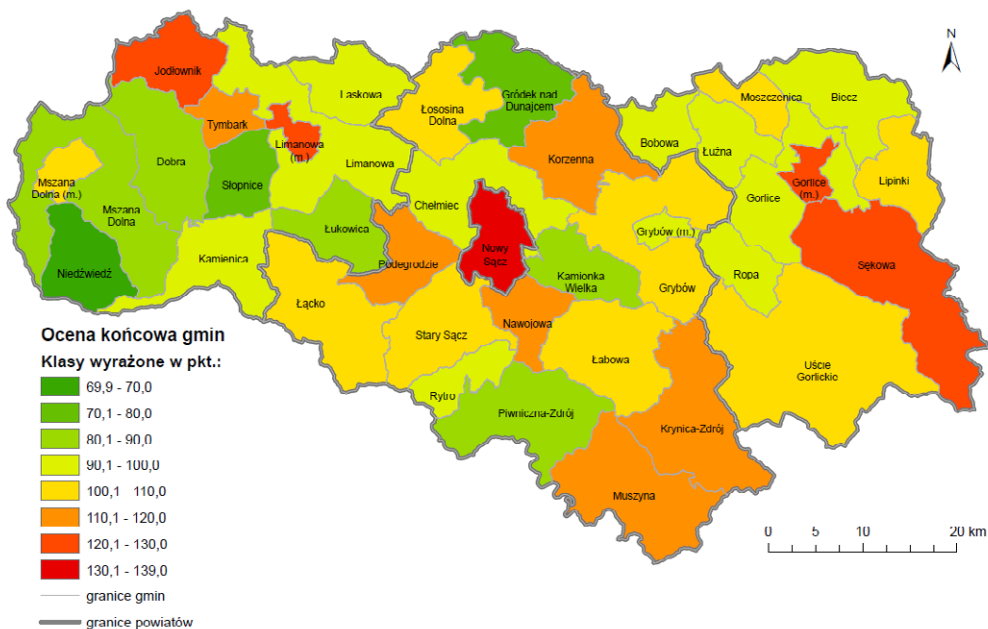 N
Jodłownik
Laskowa
Łososina
Dolna
Gródek nad
Dunajcem
Moszczenica
Biecz
Tymbark
Limanowa
(m.)
Dobra
Limanowa
Korzenna
Bobowa
Łużna
Mszana
Dolna (m.)
Słopnice
Gorlice
(m.)
Lipinki
Gorlice
Mszana
Dolna
Chełmiec
Łukowica
Grybów (m.)
Nowy
Sącz
Niedźwiedź
Kamienica
Podegrodzie
Kamionka
Wielka
Ropa
Sękowa
Grybów
Łącko
Nawojowa
Stary Sącz
Łabowa
Uście
Gorlickie
Rytro
Piwniczna-Zdrój
Krynica-Zdrój
Muszyna
Ocena końcowa gmin
Klasy wyrażone w pkt.:
69,9 - 70,0
70,1 - 80,0
80,1 - 90,0
90,1 - 100,0
100,1 110,0
110,1 - 120,0
120,1 - 130,0
130,1 - 139,0
granice gmin
granice powiatów
0 5 10 20 km